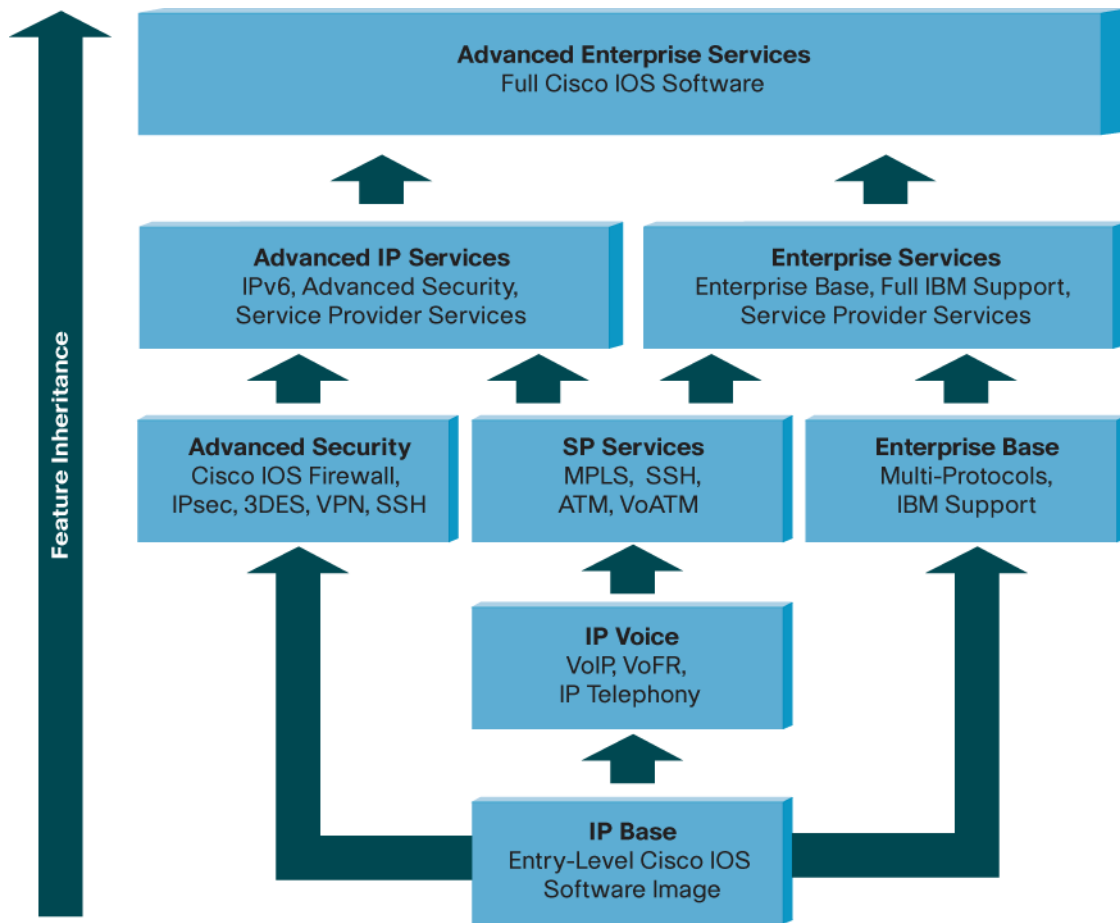 Advanced Enterprise Services
Full Cisco IOS Software
Advanced IP Services
IPv6, Advanced Security,
Service Provider Services
Enterprise Services
Enterprise Base, Full IBM Support,
Service Provider Services
Feature Inheritance
Advanced Security
Cisco IOS Firewall,
IPsec, 3DES, VPN, SSH
SP Services
MPLS, SSH,
ATM, VoATM
Enterprise Base
Multi-Protocols,
IBM Support
IP Voice
VoIP, VoFR,
IP Telephony
IP Base
Entry-Level Cisco IOS
Software Image